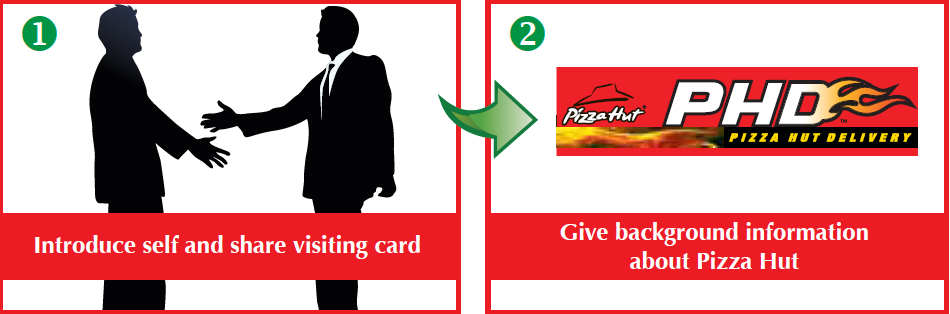 1
Introduce self and share visiting card
2
Pizza Hut®
PHD™
PIZZA HUT DELIVERY
Give background information
about Pizza Hut